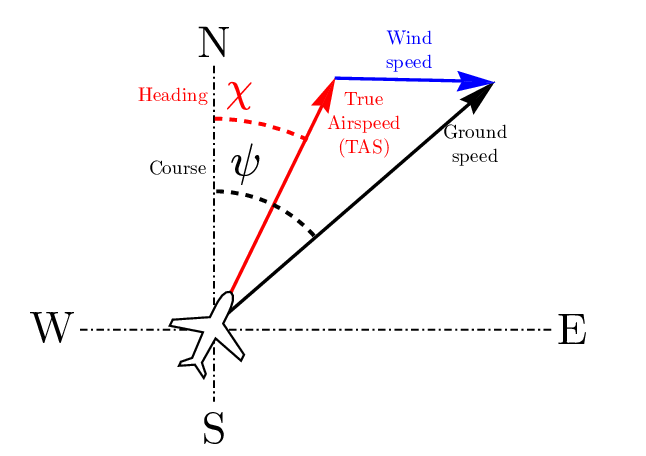 N
Wind
speed
Heading
χ
True
Airspeed
(TAS)
Ground
speed
Course
ψ
W
E
S